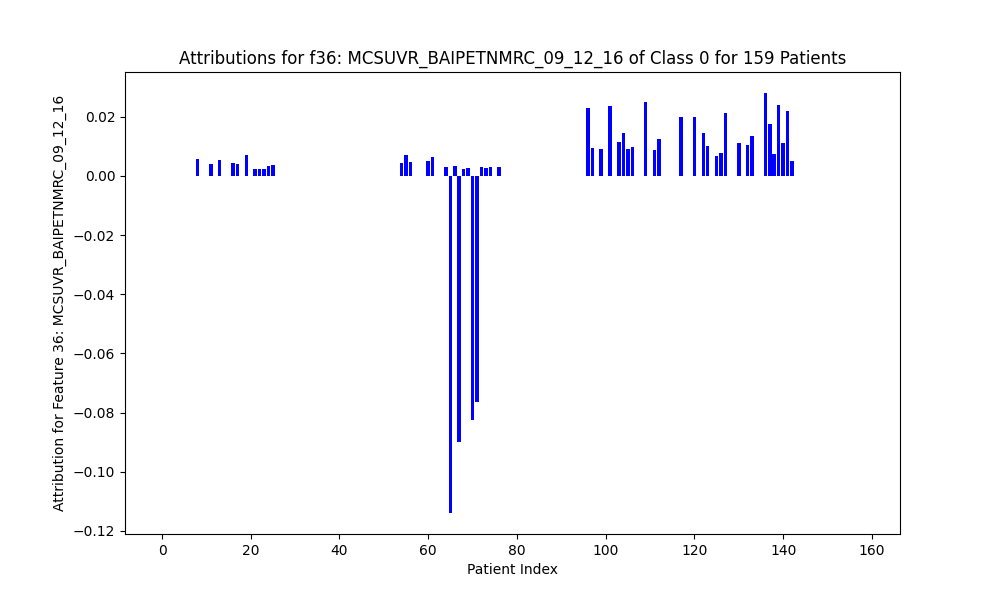 Attributions for f36: MCSUVR_BAIPETNMRC_09_12_16 of Class 0 for 159 Patients
Attribution for Feature 36: MCSUVR_BAIPETNMRC_09_12_16
0.02
0.00
−0.02
−0.04
−0.06
−0.08
−0.10
−0.12
0 20 40 60 80 100 120 140 160
Patient Index